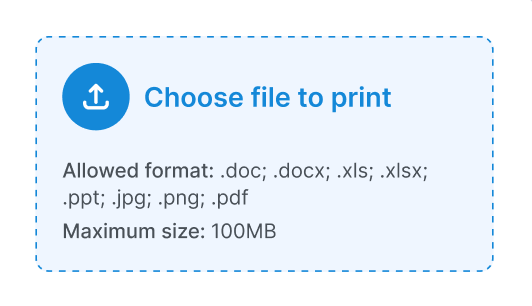 Choose file to print
Allowed format: .doc; .docx; .xls; .xlsx;
.ppt; .jpg; .png; .pdf
Maximum size: 100MB